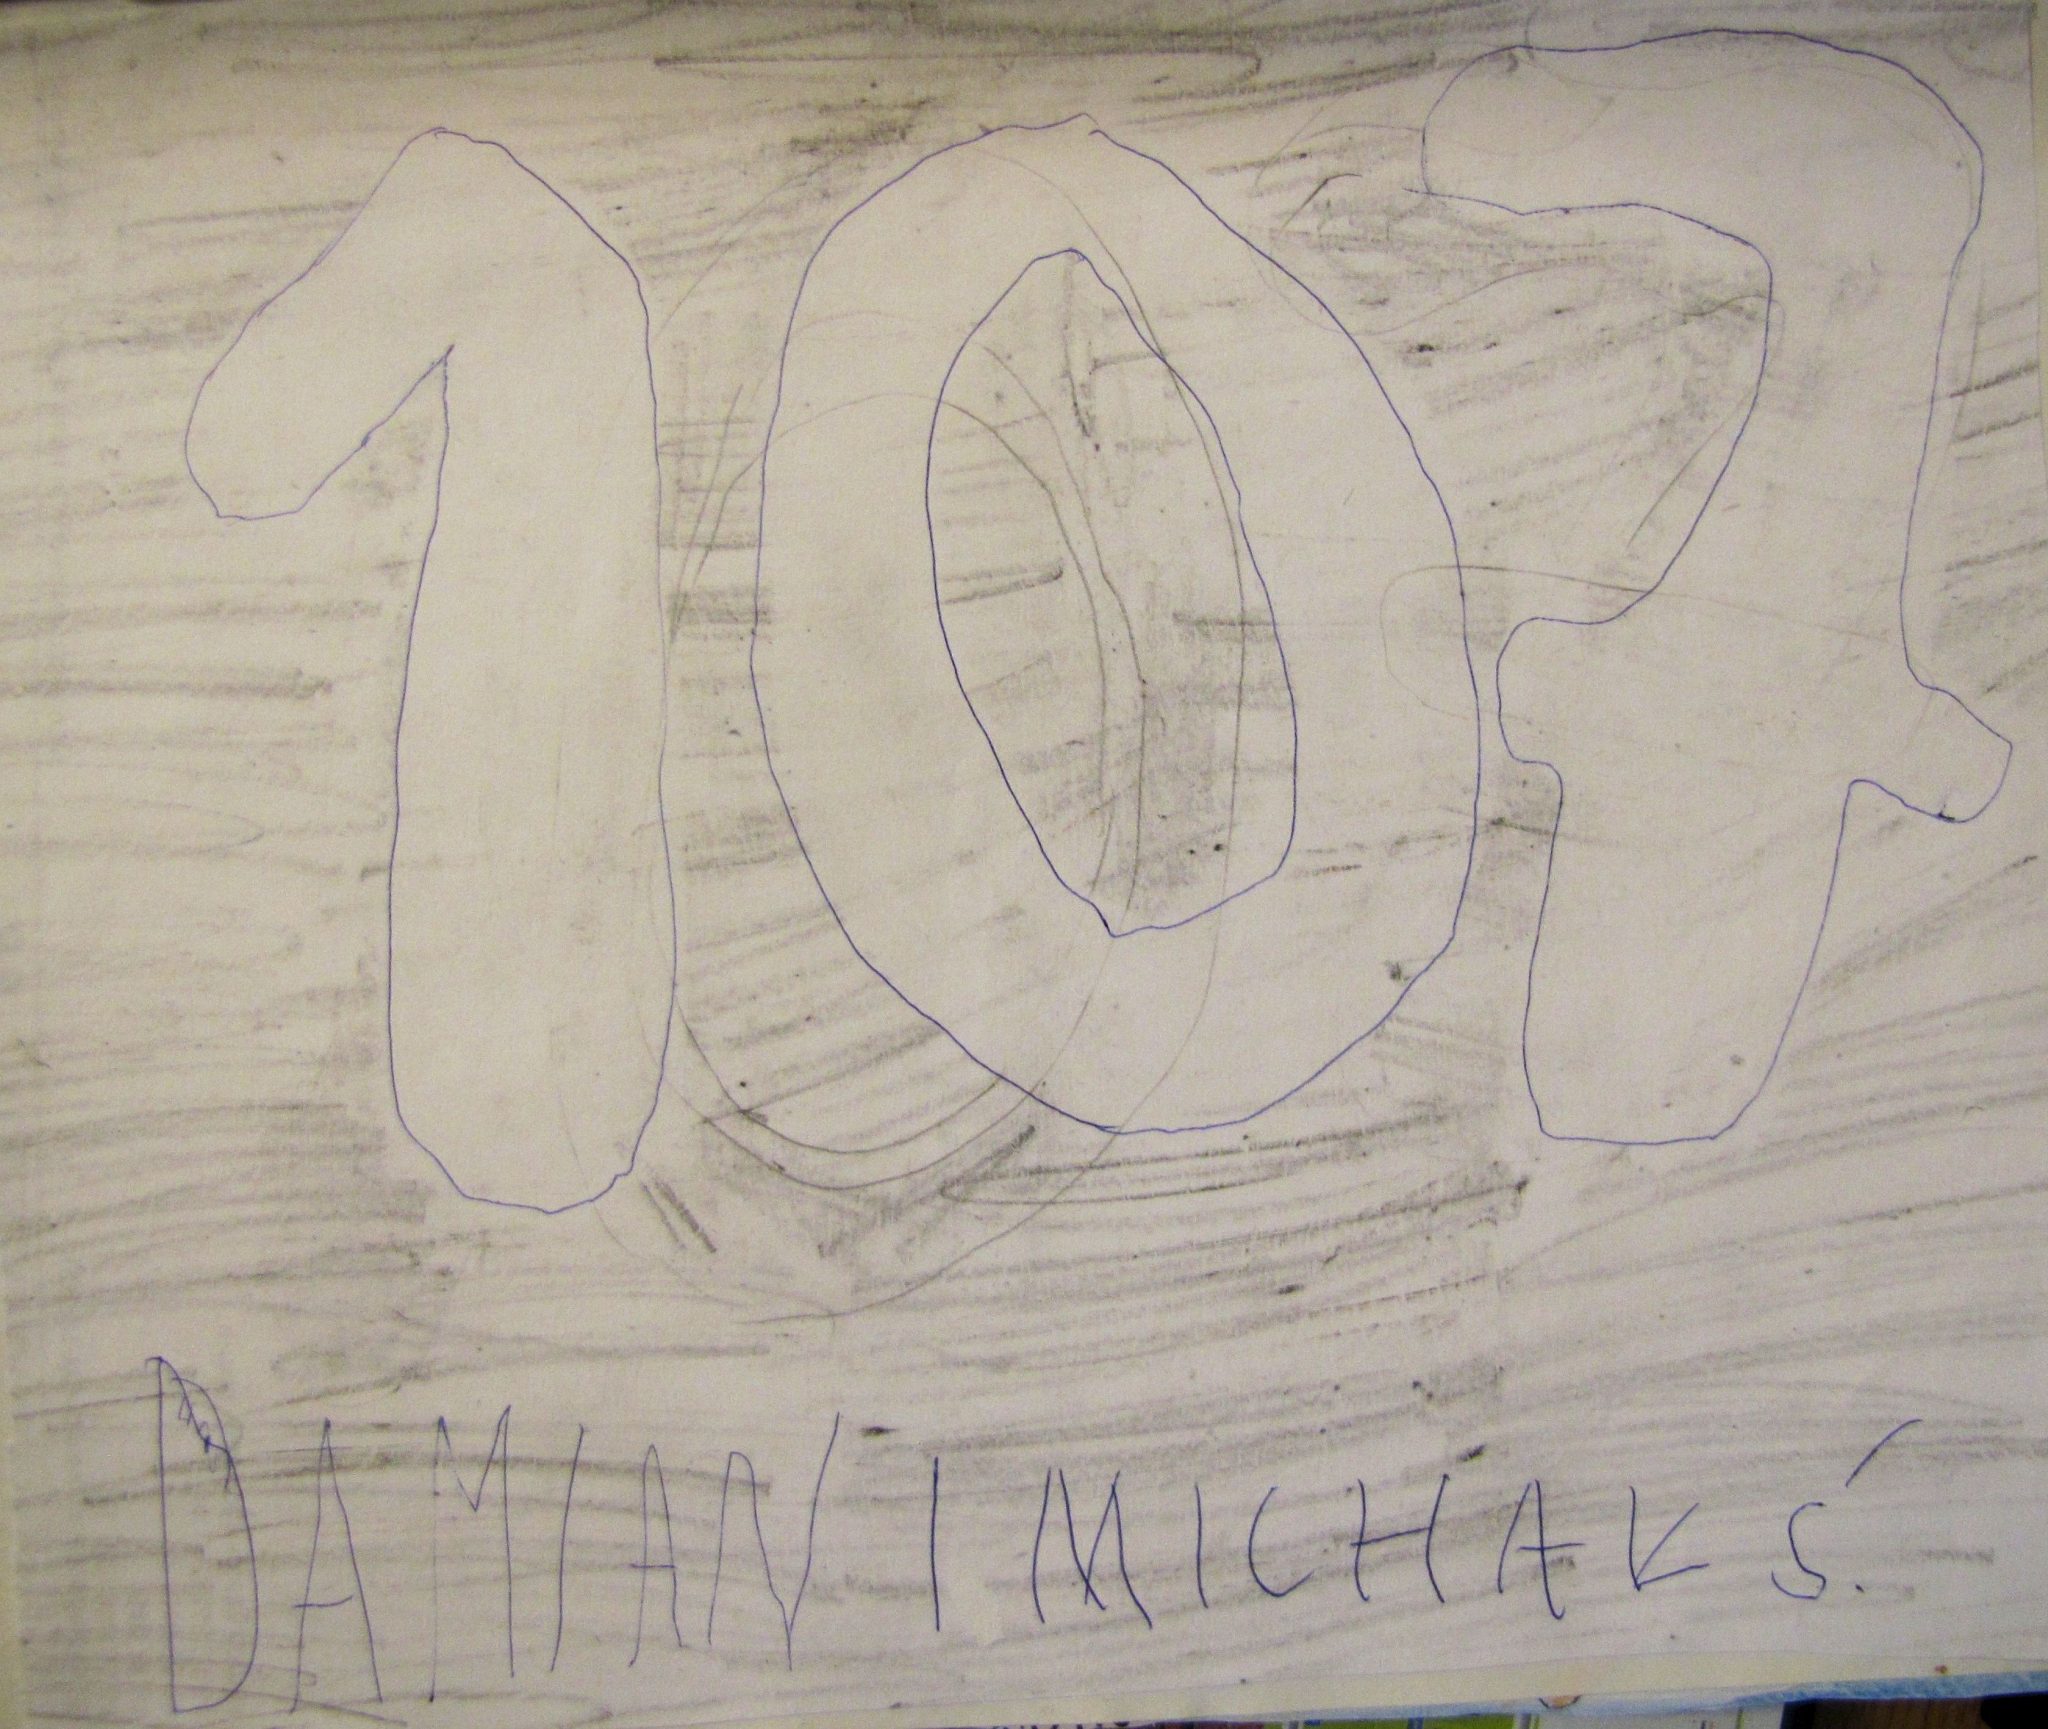 107
DAMIAN I MICHAŁ Ś.